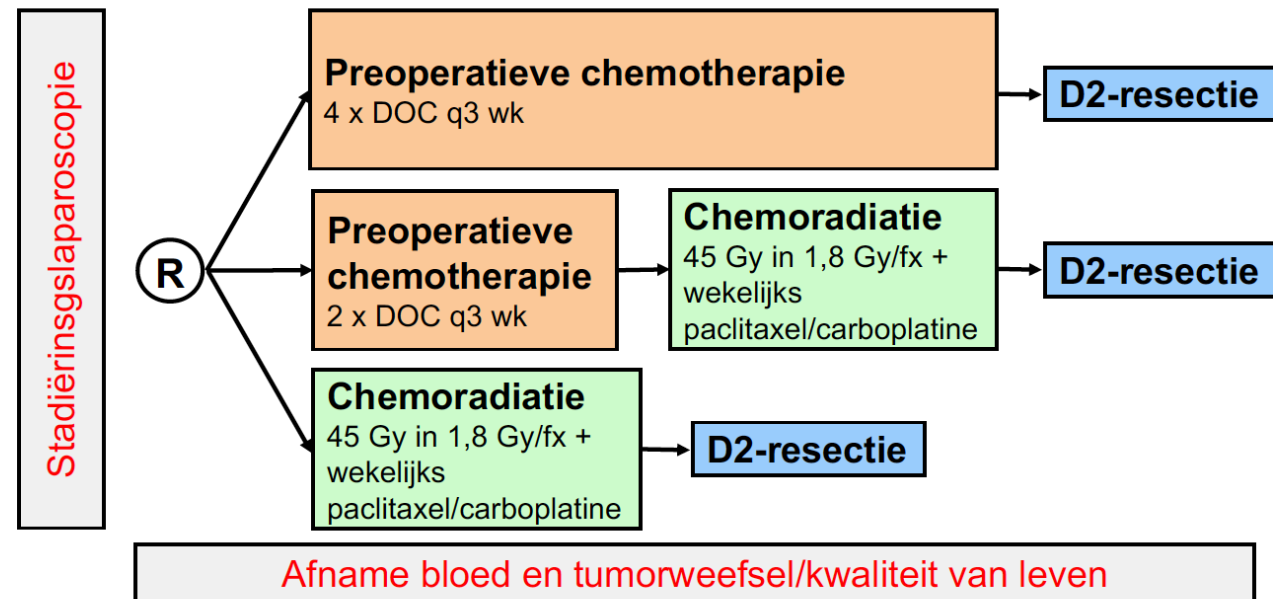 Stadiëringslaparoscopie
Preoperatieve chemotherapie
4 x DOC q3 wk
D2-resectie
R
Preoperatieve
chemotherapie
2 x DOC q3 wk
Chemoradiatie
45 Gy in 1,8 Gy/fx +
wekelijks
paclitaxel/carboplatine
D2-resectie
Chemoradiatie
45 Gy in 1,8 Gy/fx +
wekelijks
paclitaxel/carboplatine
D2-resectie
Afname bloed en tumorweefsel/kwaliteit van leven